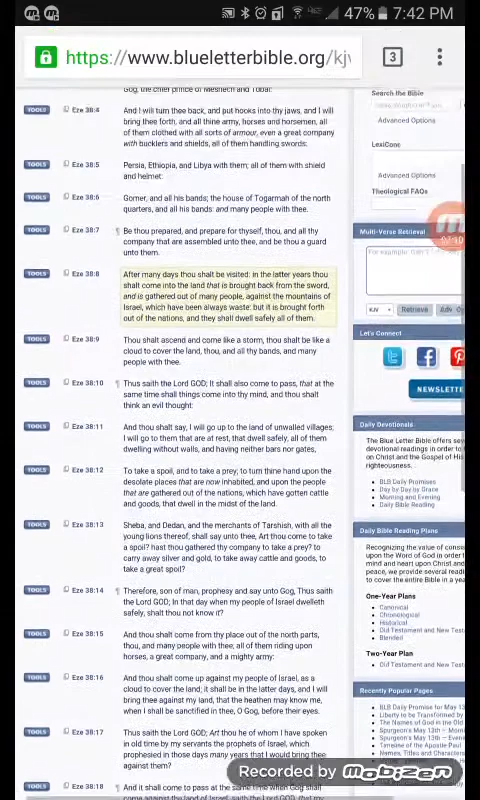 47% 7:42 PM
https://www.blueletterbible.org/kjv
3
Gog, the chief prince of Meshech and Tubal:
TOOLS Eze 38:4 And I will turn thee back, and put hooks into thy jaws, and I will
bring thee forth, and all thine army, horses and horsemen, all
of them clothed with all sorts of armour, even a great company
with bucklers and shields, all of them handling swords:
TOOLS Eze 38:5 Persia, Ethiopia, and Libya with them; all of them with shield
and helmet:
TOOLS Eze 38:6 Gomer, and all his bands; the house of Togarmah of the north
quarters, and all his bands: and many people with thee.
TOOLS Eze 38:7 ¶ Be thou prepared, and prepare for thyself, thou, and all thy
company that are assembled unto thee, and be thou a guard
unto them.
TOOLS Eze 38:8 After many days thou shalt be visited: in the latter years thou
shalt come into the land that is brought back from the sword,
and is gathered out of many people, against the mountains of
Israel, which have been always waste: but it is brought forth
out of the nations, and they shall dwell safely all of them.
TOOLS Eze 38:9 Thou shalt ascend and come like a storm, thou shalt be like a
cloud to cover the land, thou, and all thy bands, and many
people with thee.
TOOLS Eze 38:10 ¶ Thus saith the Lord GOD; It shall also come to pass, that at the
same time shall things come into thy mind, and thou shalt
think an evil thought:
TOOLS Eze 38:11 And thou shalt say, I will go up to the land of unwalled villages;
I will go to them that are at rest, that dwell safely, all of them
dwelling without walls, and having neither bars nor gates,
TOOLS Eze 38:12 To take a spoil, and to take a prey; to turn thine hand upon the
desolate places that are now inhabited, and upon the people
that are gathered out of the nations, which have gotten cattle
and goods, that dwell in the midst of the land.
TOOLS Eze 38:13 Sheba, and Dedan, and the merchants of Tarshish, with all the
young lions thereof, shall say unto thee, Art thou come to take
a spoil? hast thou gathered thy company to take a prey? to
carry away silver and gold, to take away cattle and goods, to
take a great spoil?
TOOLS Eze 38:14 ¶ Therefore, son of man, prophesy and say unto Gog, Thus saith
the Lord GOD; In that day when my people of Israel dwelleth
safely, shalt thou not know it?
TOOLS Eze 38:15 And thou shalt come from thy place out of the north parts,
thou, and many people with thee, all of them riding upon
horses, a great company, and a mighty army:
TOOLS Eze 38:16 And thou shalt come up against my people of Israel, as a
cloud to cover the land; it shall be in the latter days, and I will
bring thee against my land, that the heathen may know me,
when I shall be sanctified in thee, O Gog, before their eyes.
TOOLS Eze 38:17 Thus saith the Lord GOD; Art thou he of whom I have spoken
in old time by my servants the prophets of Israel, which
prophesied in those days many years that I would bring thee
against them?
TOOLS Eze 38:18 ¶ And it shall come to pass at the same time when Gog shall
Search the Bible
Advanced Options
LexiConc
Advanced Options
Theological FAQs
Multi-Verse Retrieval
KJV Retrieve
Let's Connect
NEWSLETTE
Daily Devotionals
The Blue Letter Bible offers sev
devotional readings in order to
on Christ and the Gospel of His
righteousness.
BLB Daily Promises
Day by Day by Grace
Morning and Evening
Daily Bible Reading
Daily Bible Reading Plans
Recognizing the value of consis
upon the Word of God in order t
mind and heart upon Christ and
peace, we provide several readi
to cover the entire Bible in a yea
One-Year Plans
Canonical
Chronological
Historical
Old Testament and New Testa
Blended
Two-Year Plan
Old Testament and New Testa
Recently Popular Pages
BLB Daily Promise for May 13
Liberty to be Transformed by
The Names of God in the Old
Spurgeon's May 13th – Morn
Spurgeon's May 13th – Evenin
Timeline of the Apostle Paul
Names, Titles and Characters
Recorded by Mobizen